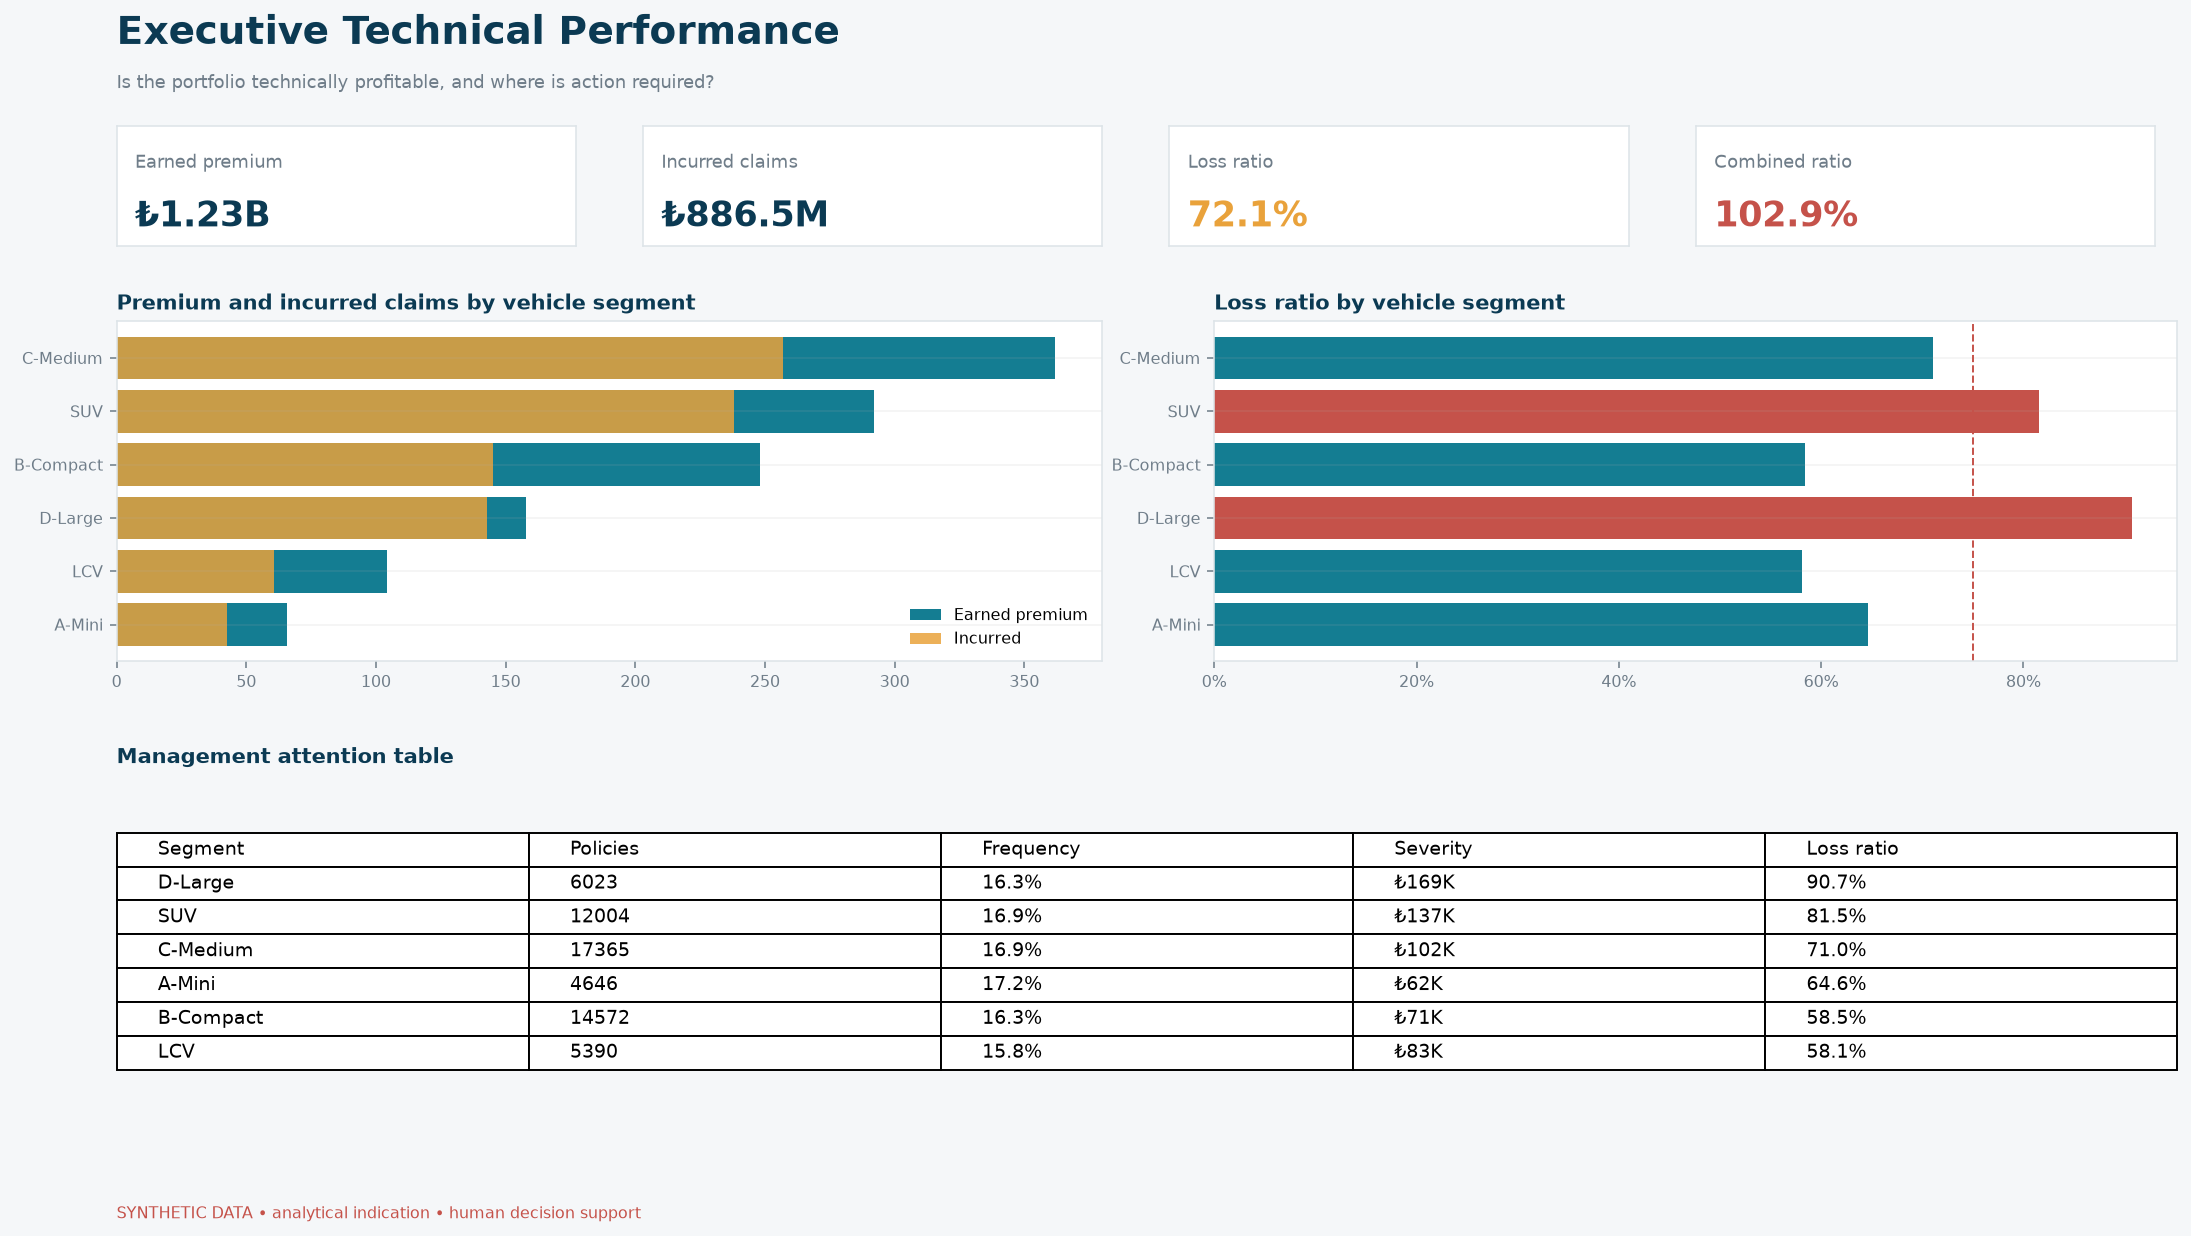 Executive Technical Performance
Is the portfolio technically profitable, and where is action required?
Earned premium
₺1.23B
Incurred claims
₺886.5M
Loss ratio
72.1%
Combined ratio
102.9%
Premium and incurred claims by vehicle segment
C-Medium
SUV
B-Compact
D-Large
LCV
A-Mini
Earned premium
Incurred
0 50 100 150 200 250 300 350
Loss ratio by vehicle segment
C-Medium
SUV
B-Compact
D-Large
LCV
A-Mini
0% 20% 40% 60% 80%
Management attention table
Segment Policies Frequency Severity Loss ratio
D-Large 6023 16.3% ₺169K 90.7%
SUV 12004 16.9% ₺137K 81.5%
C-Medium 17365 16.9% ₺102K 71.0%
A-Mini 4646 17.2% ₺62K 64.6%
B-Compact 14572 16.3% ₺71K 58.5%
LCV 5390 15.8% ₺83K 58.1%
SYNTHETIC DATA • analytical indication • human decision support